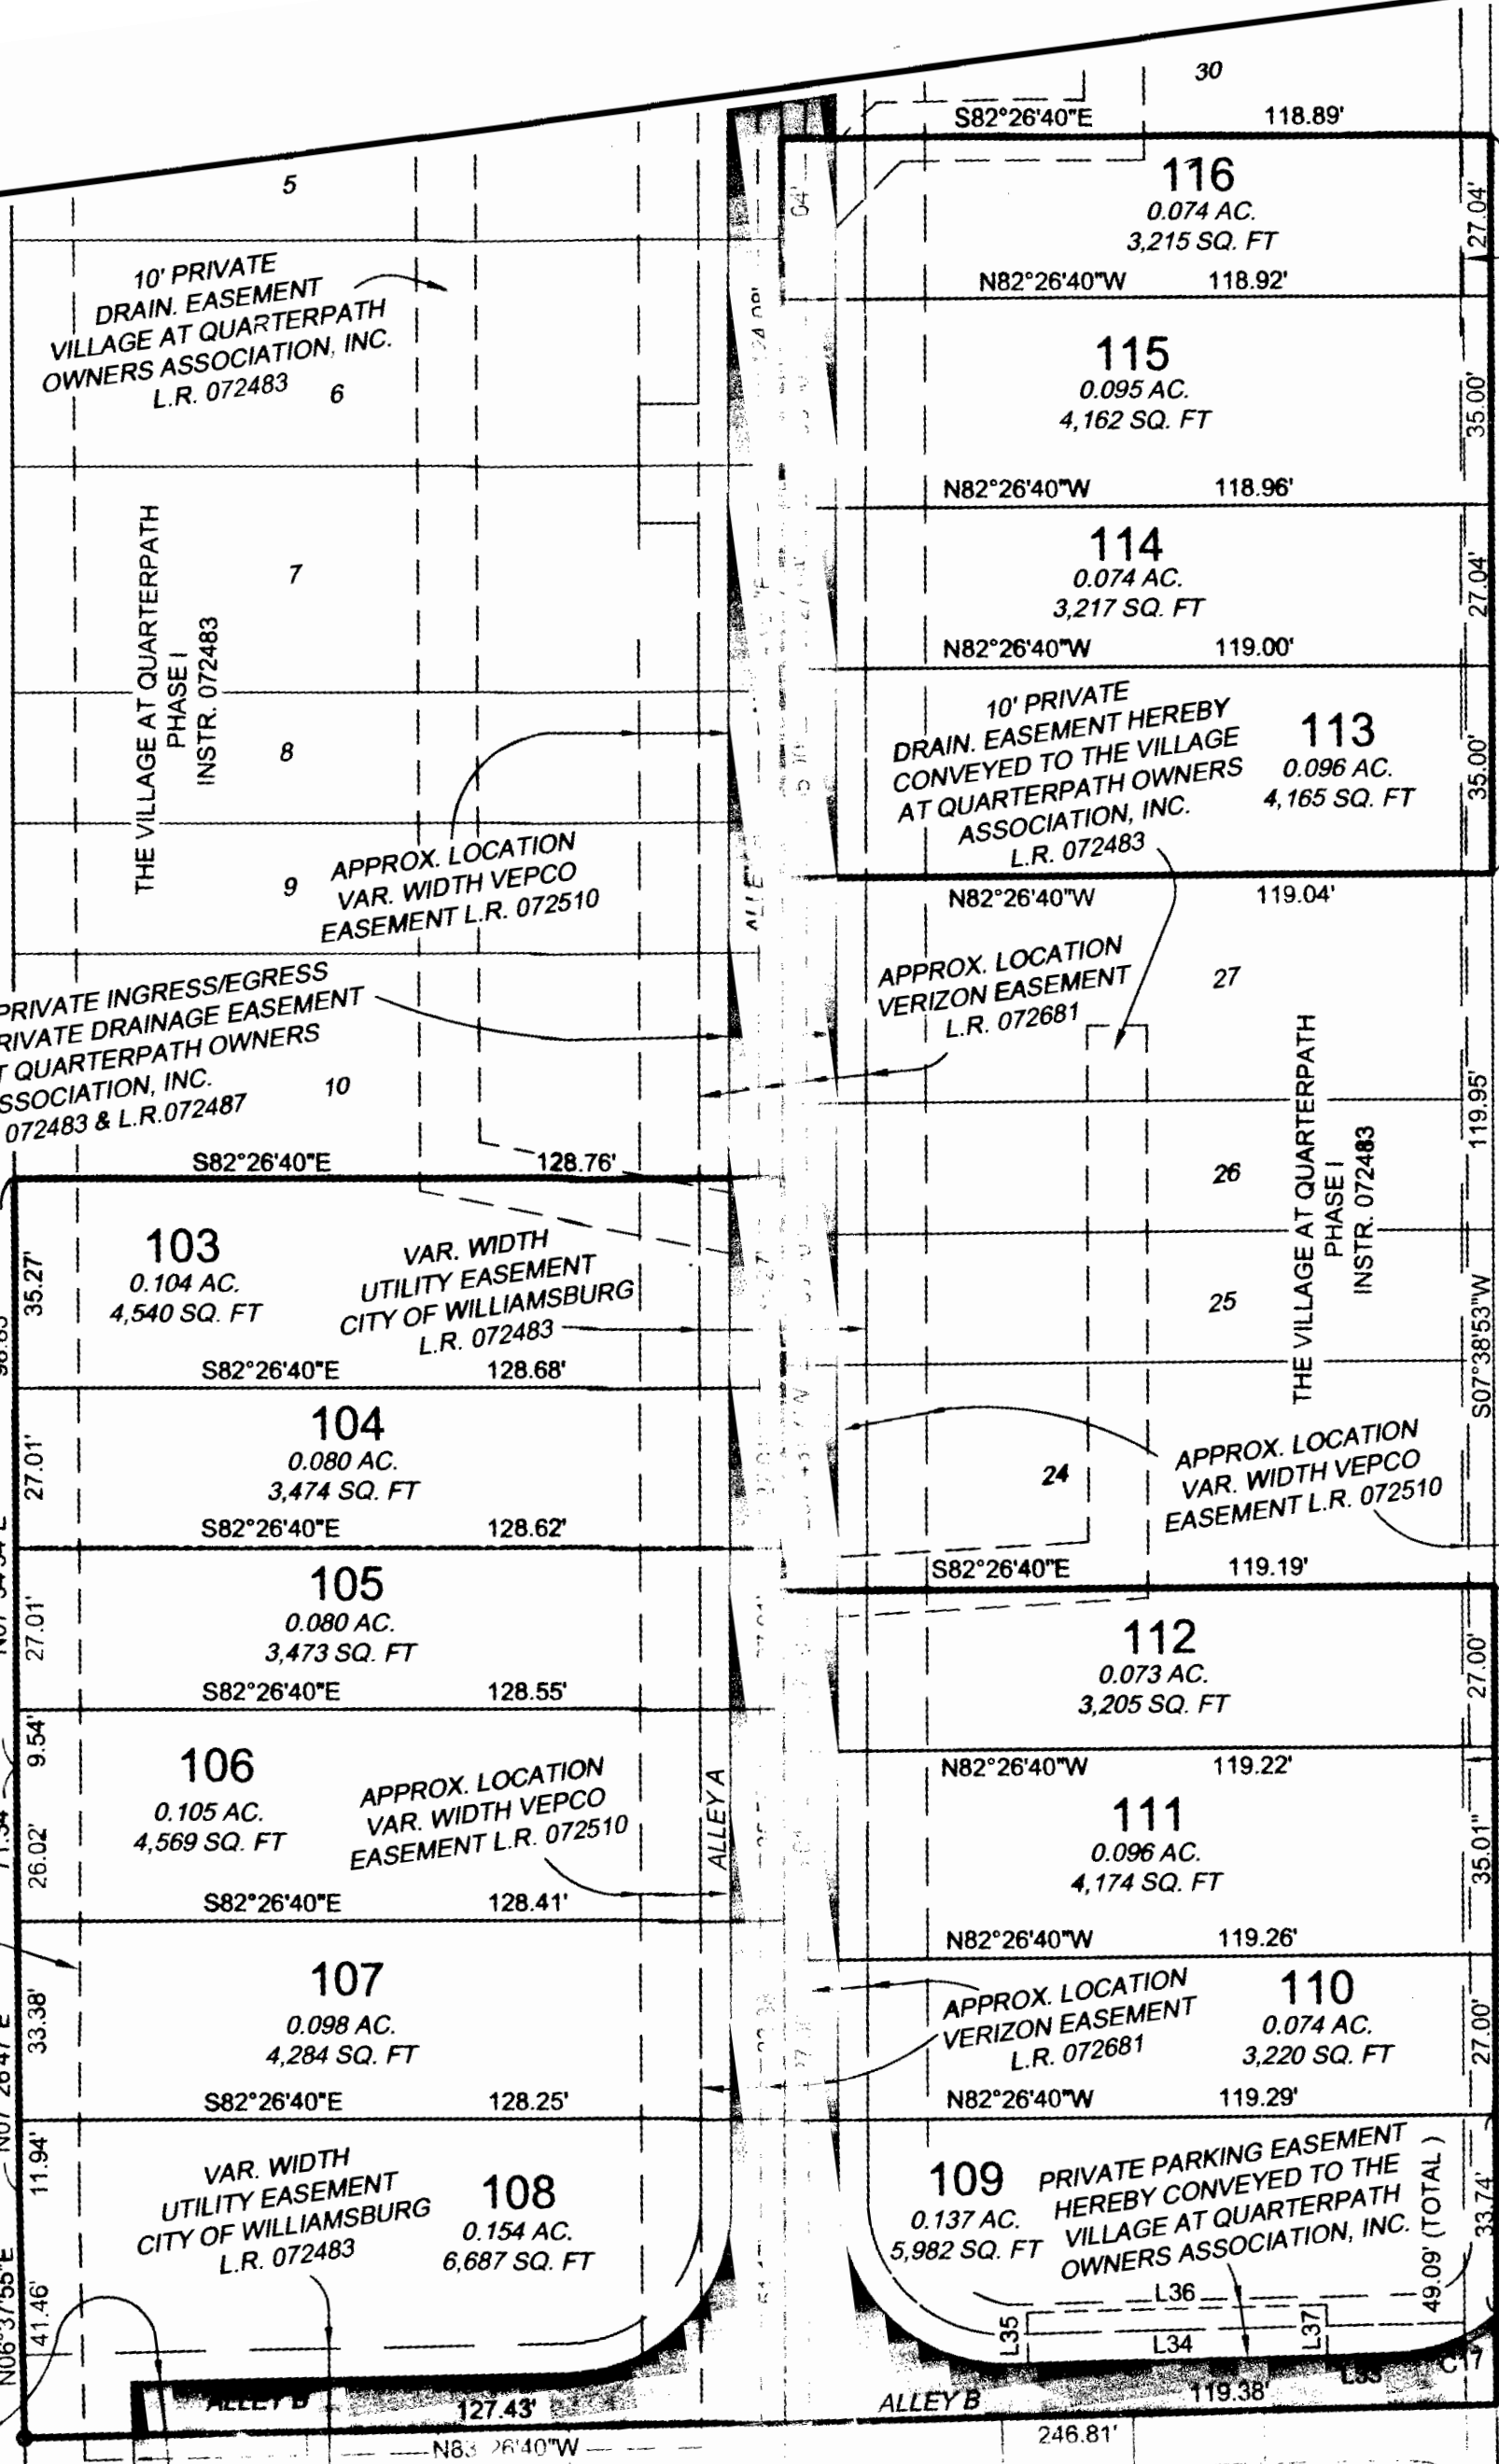 30
S82°26'40"E 118.89'
116
0.074 AC.
3,215 SQ. FT
27.04'
04'
N82°26'40"W 118.92'
115
0.095 AC.
4,162 SQ. FT
35.00'
N82°26'40"W 118.96'
114
0.074 AC.
3,217 SQ. FT
27.04'
N82°26'40"W 119.00'
10' PRIVATE
DRAIN. EASEMENT HEREBY
CONVEYED TO THE VILLAGE
AT QUARTERPATH OWNERS
ASSOCIATION, INC.
L.R. 072483
113
0.096 AC.
4,165 SQ. FT
35.00'
N82°26'40"W 119.04'
5
10' PRIVATE
DRAIN. EASEMENT
VILLAGE AT QUARTERPATH
OWNERS ASSOCIATION, INC.
L.R. 072483
6
7
THE VILLAGE AT QUARTERPATH
PHASE I
INSTR. 072483
8
9
APPROX. LOCATION
VAR. WIDTH VEPCO
EASEMENT L.R. 072510
PRIVATE INGRESS/EGRESS
RIVATE DRAINAGE EASEMENT
T QUARTERPATH OWNERS
SSOCIATION, INC.
072483 & L.R.072487
10
APPROX. LOCATION
VERIZON EASEMENT
L.R. 072681
27
26
25
24
THE VILLAGE AT QUARTERPATH
PHASE I
INSTR. 072483
119.95'
S07°38'53"W
APPROX. LOCATION
VAR. WIDTH VEPCO
EASEMENT L.R. 072510
S82°26'40"E 128.76'
103
0.104 AC.
4,540 SQ. FT
35.27'
VAR. WIDTH
UTILITY EASEMENT
CITY OF WILLIAMSBURG
L.R. 072483
S82°26'40"E 128.68'
104
0.080 AC.
3,474 SQ. FT
27.01'
S82°26'40"E 128.62'
105
0.080 AC.
3,473 SQ. FT
27.01'
S82°26'40"E 128.55'
106
0.105 AC.
4,569 SQ. FT
9.54'
26.02'
APPROX. LOCATION
VAR. WIDTH VEPCO
EASEMENT L.R. 072510
ALLEY A
S82°26'40"E 128.41'
107
0.098 AC.
4,284 SQ. FT
33.38'
S82°26'40"E 128.25'
11.94'
41.46'
N06°37'55"E
VAR. WIDTH
UTILITY EASEMENT
CITY OF WILLIAMSBURG
L.R. 072483
108
0.154 AC.
6,687 SQ. FT
S82°26'40"E 119.19'
112
0.073 AC.
3,205 SQ. FT
27.00'
N82°26'40"W 119.22'
111
0.096 AC.
4,174 SQ. FT
35.01"
N82°26'40"W 119.26'
APPROX. LOCATION
VERIZON EASEMENT
L.R. 072681
110
0.074 AC.
3,220 SQ. FT
27.00'
N82°26'40"W 119.29'
109
0.137 AC.
5,982 SQ. FT
PRIVATE PARKING EASEMENT
HEREBY CONVEYED TO THE
VILLAGE AT QUARTERPATH
OWNERS ASSOCIATION, INC.
49.09' (TOTAL )
33.74'
L36
L35
L34
L37
L33
C17
ALLEY B
127.43'
ALLEY B
119.38'
246.81'
N83 26'40"W